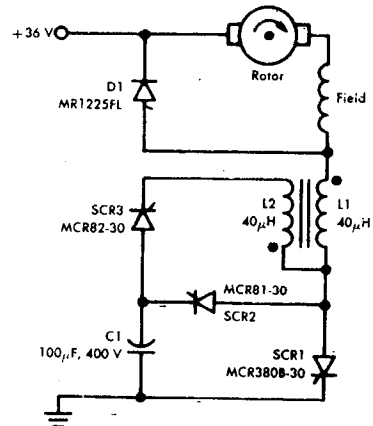 +36 V
Rotor
D1
MR1225FL
Field
SCR3
MCR82-30
L2
40μH
L1
40μH
MCR81-30
SCR2
C1
100μF, 400 V
SCR1
MCR380B-30